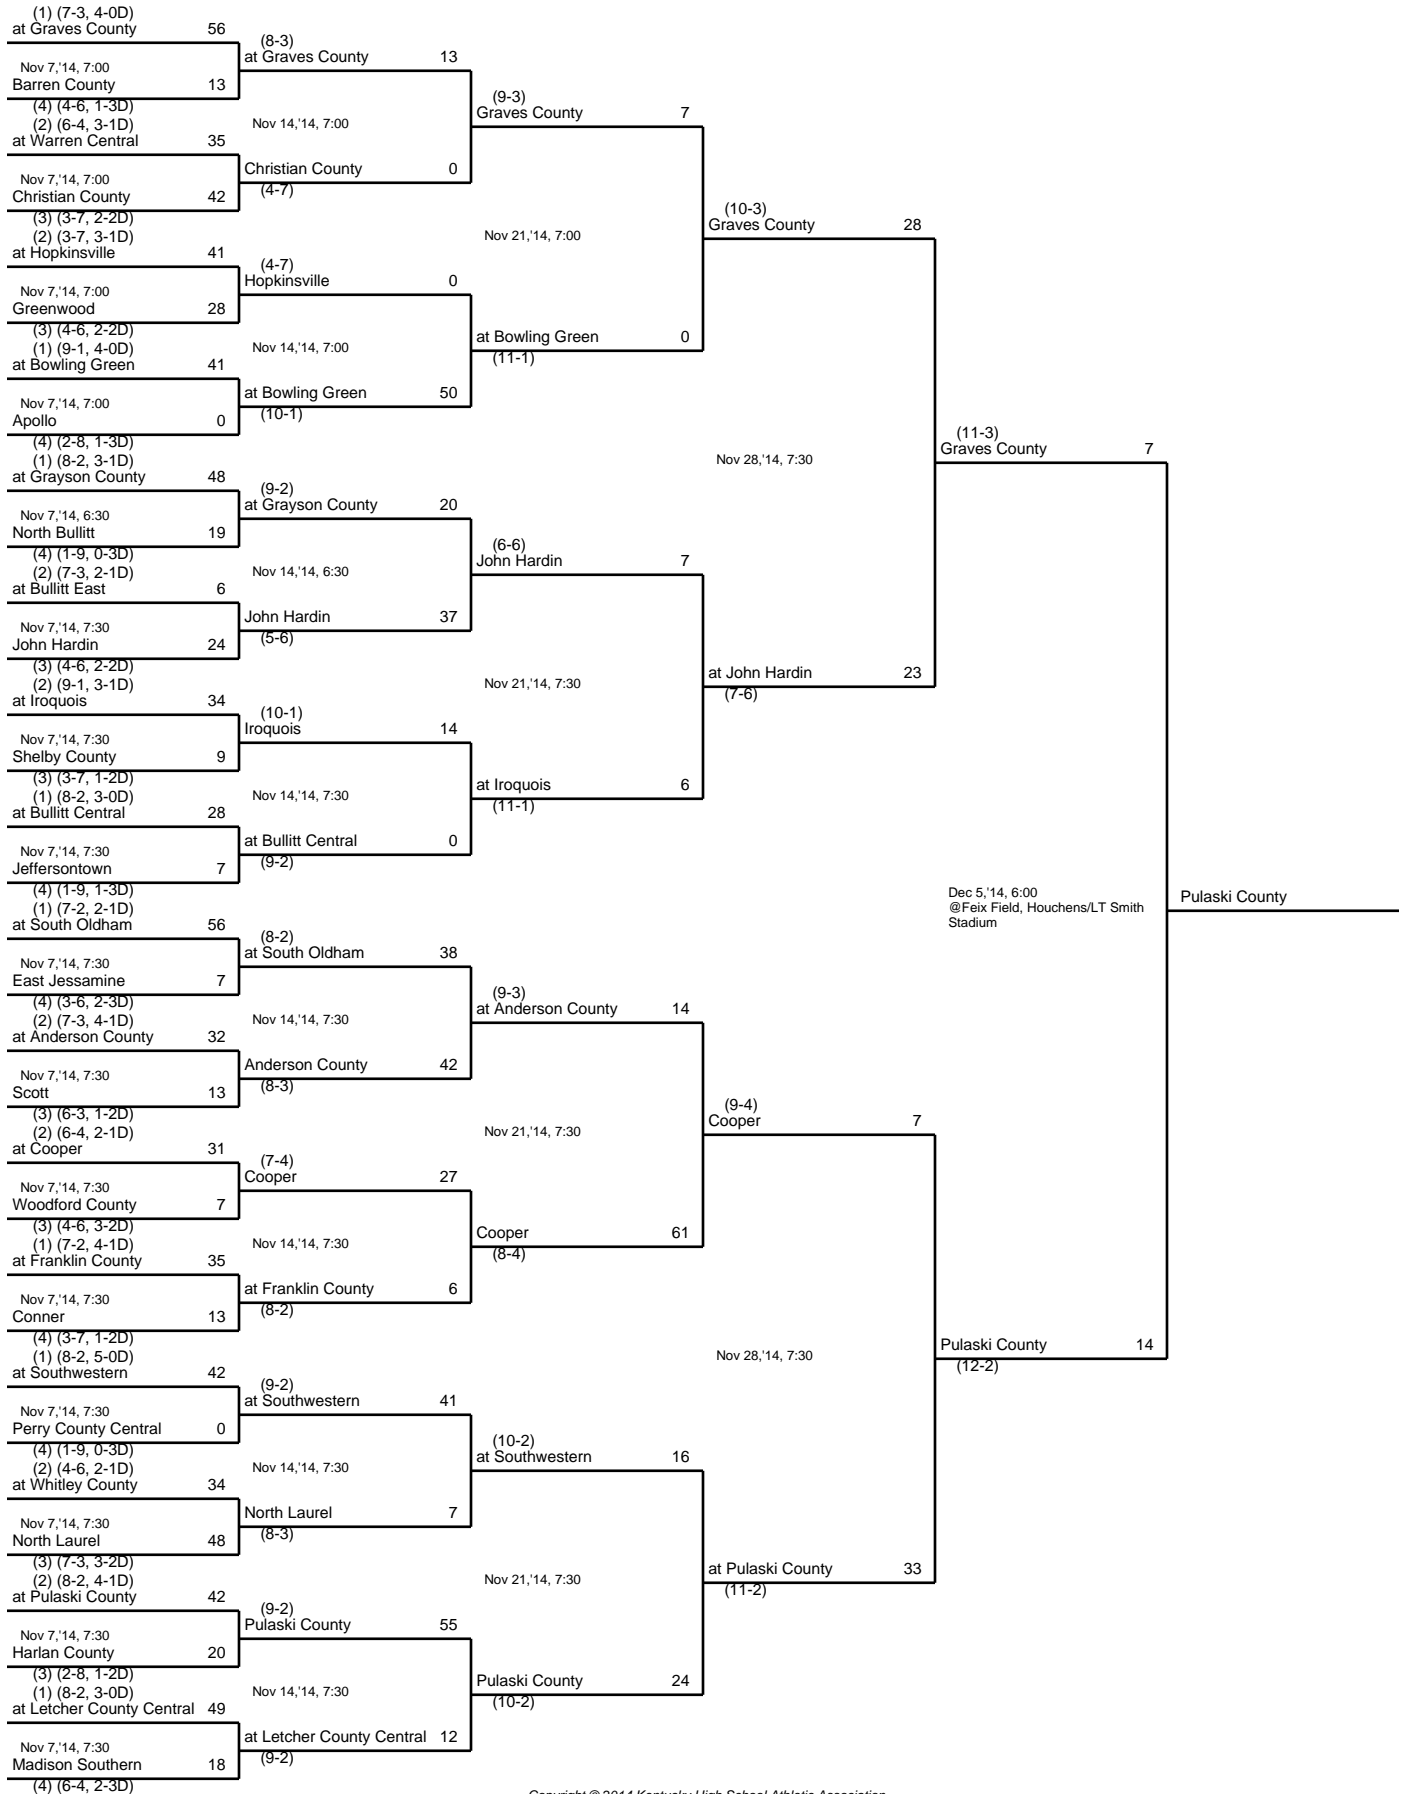 (1) (7-3, 4-0D)
at Graves County 56
Nov 7,'14, 7:00
Barren County 13
(4) (4-6, 1-3D)
(2) (6-4, 3-1D)
at Warren Central 35
Nov 7,'14, 7:00
Christian County 42
(3) (3-7, 2-2D)
(2) (3-7, 3-1D)
at Hopkinsville 41
Nov 7,'14, 7:00
Greenwood 28
(3) (4-6, 2-2D)
(1) (9-1, 4-0D)
at Bowling Green 41
Nov 7,'14, 7:00
Apollo 0
(4) (2-8, 1-3D)
(1) (8-2, 3-1D)
at Grayson County 48
Nov 7,'14, 6:30
North Bullitt 19
(4) (1-9, 0-3D)
(2) (7-3, 2-1D)
at Bullitt East 6
Nov 7,'14, 7:30
John Hardin 24
(3) (4-6, 2-2D)
(2) (9-1, 3-1D)
at Iroquois 34
Nov 7,'14, 7:30
Shelby County 9
(3) (3-7, 1-2D)
(1) (8-2, 3-0D)
at Bullitt Central 28
Nov 7,'14, 7:30
Jeffersontown 7
(4) (1-9, 1-3D)
(1) (7-2, 2-1D)
at South Oldham 56
Nov 7,'14, 7:30
East Jessamine 7
(4) (3-6, 2-3D)
(2) (7-3, 4-1D)
at Anderson County 32
Nov 7,'14, 7:30
Scott 13
(3) (6-3, 1-2D)
(2) (6-4, 2-1D)
at Cooper 31
Nov 7,'14, 7:30
Woodford County 7
(3) (4-6, 3-2D)
(1) (7-2, 4-1D)
at Franklin County 35
Nov 7,'14, 7:30
Conner 13
(4) (3-7, 1-2D)
(1) (8-2, 5-0D)
at Southwestern 42
Nov 7,'14, 7:30
Perry County Central 0
(4) (1-9, 0-3D)
(2) (4-6, 2-1D)
at Whitley County 34
Nov 7,'14, 7:30
North Laurel 48
(3) (7-3, 3-2D)
(2) (8-2, 4-1D)
at Pulaski County 42
Nov 7,'14, 7:30
Harlan County 20
(3) (2-8, 1-2D)
(1) (8-2, 3-0D)
at Letcher County Central 49
Nov 7,'14, 7:30
Madison Southern 18
(4) (6-4, 2-3D)
(8-3)
at Graves County 13
Nov 14,'14, 7:00
Christian County 0
(4-7)
(4-7)
Hopkinsville 0
Nov 14,'14, 7:00
at Bowling Green 50
(10-1)
(9-2)
at Grayson County 20
Nov 14,'14, 6:30
John Hardin 37
(5-6)
(10-1)
Iroquois 14
Nov 14,'14, 7:30
at Bullitt Central 0
(9-2)
(8-2)
at South Oldham 38
Nov 14,'14, 7:30
Anderson County 42
(8-3)
(7-4)
Cooper 27
Nov 14,'14, 7:30
at Franklin County 6
(8-2)
(9-2)
at Southwestern 41
Nov 14,'14, 7:30
North Laurel 7
(8-3)
(9-2)
Pulaski County 55
Nov 14,'14, 7:30
at Letcher County Central 12
(9-2)
(9-3)
Graves County 7
Nov 21,'14, 7:00
at Bowling Green 0
(11-1)
(6-6)
John Hardin 7
Nov 21,'14, 7:30
at Iroquois 6
(11-1)
(9-3)
at Anderson County 14
Nov 21,'14, 7:30
Cooper 61
(8-4)
(10-2)
at Southwestern 16
Nov 21,'14, 7:30
Pulaski County 24
(10-2)
(10-3)
Graves County 28
Nov 28,'14, 7:30
at John Hardin 23
(7-6)
(9-4)
Cooper 7
Nov 28,'14, 7:30
at Pulaski County 33
(11-2)
(11-3)
Graves County 7
Dec 5,'14, 6:00
@Feix Field, Houchens/LT Smith
Stadium
Pulaski County 14
(12-2)
Pulaski County
Copyright © 2014 Kentucky High School Athletic Association